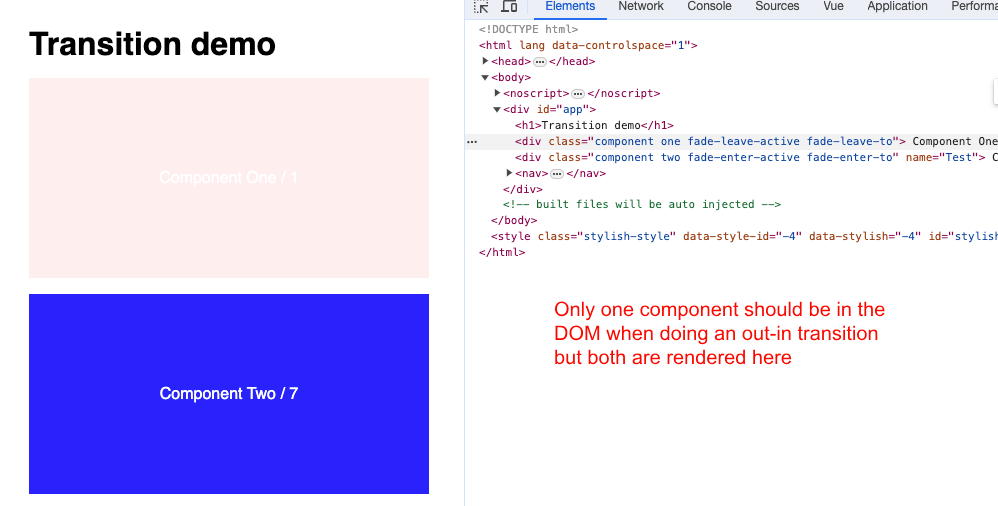 Elements Network Console Sources Vue Application Performa
Transition demo
Component One / 1
Component Two / 7
<!DOCTYPE html>
<html lang data-controlspace="1">
<head> ••• </head>
<body>
<noscript> ••• </noscript>
<div id="app">
<h1>Transition demo</h1>
••• <div class="component one fade-leave-active fade-leave-to"> Component One
<div class="component two fade-enter-active fade-enter-to" name="Test"> C
<nav> ••• </nav>
</div>
<!-- built files will be auto injected -->
</body>
<style class="stylish-style" data-style-id="-4" data-stylish="-4" id="stylish
</html>
Only one component should be in the
DOM when doing an out-in transition
but both are rendered here